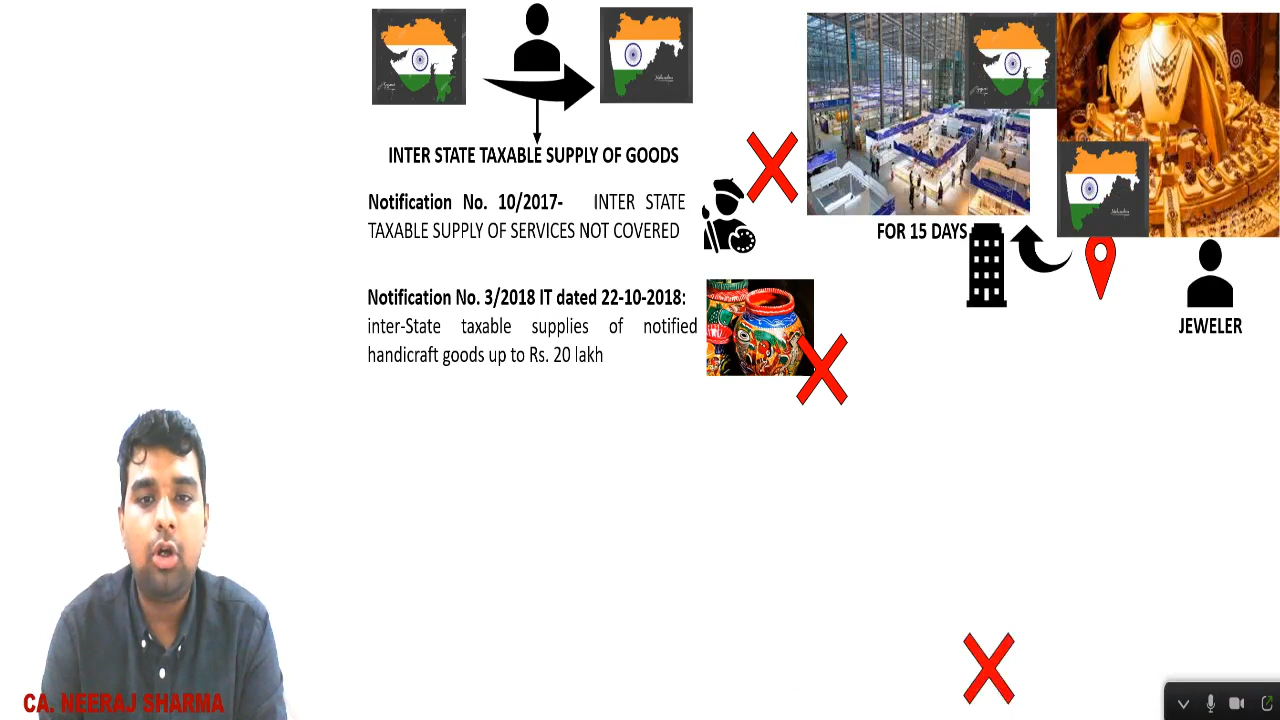 INTER STATE TAXABLE SUPPLY OF GOODS
Notification No. 10/2017- INTER STATE
TAXABLE SUPPLY OF SERVICES NOT COVERED
Notification No. 3/2018 IT dated 22-10-2018:
inter-State taxable supplies of notified
handicraft goods up to Rs. 20 lakh
FOR 15 DAYS
JEWELER
CA. NEERAJ SHARMA